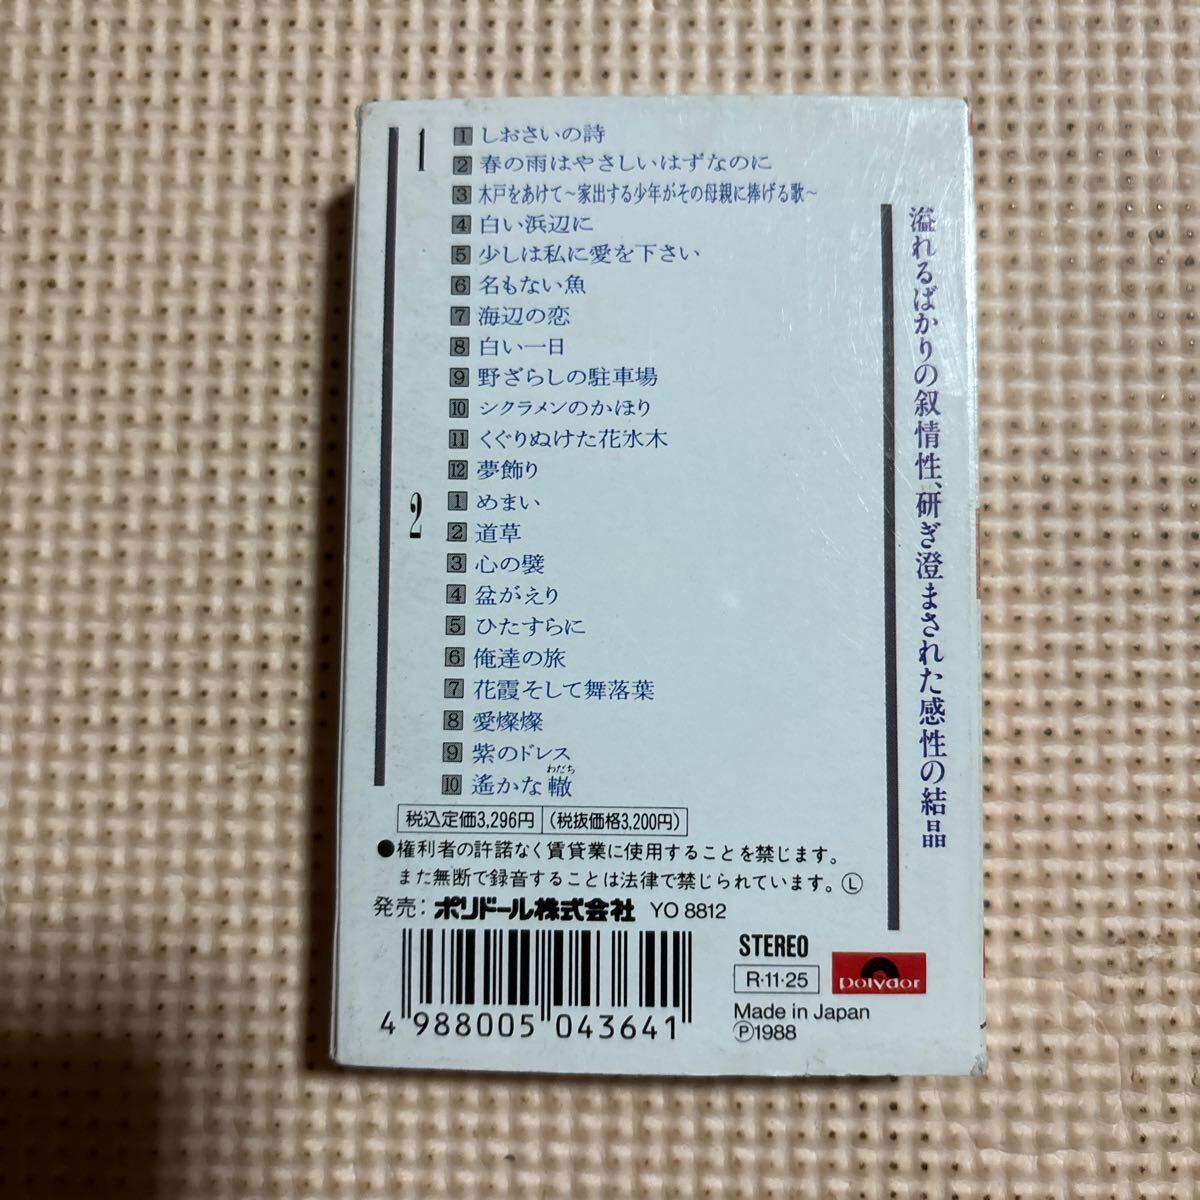 1
1 しおさいの詩
2 春の雨はやさしいはずなのに
3 木戸をあけて〜家出する少年がその母親に捧げる歌〜
4 白い浜辺に
5 少しは私に愛を下さい
6 名もない魚
7 海辺の恋
8 白い一日
9 野ざらしの駐車場
10 シクラメンのかほり
11 くぐりぬけた花氷木
12 夢飾り
2
1 めまい
2 道草
3 心の襞
4 盆がえり
5 ひたすらに
6 俺達の旅
7 花霞そして舞落葉
8 愛燦燦
9 紫のドレス
10 遙かな轍
わだち
溢れるばかりの叙情性、研ぎ澄まされた感性の結晶
税込定価3,296円 (税抜価格3,200円)
●権利者の許諾なく賃貸業に使用することを禁じます。
また無断で録音することは法律で禁じられています。Ⓛ
発売:ポリドール株式会社 YO 8812
STEREO
R・11・25
polydor
Made in Japan
Ⓟ1988
4 988005 043641